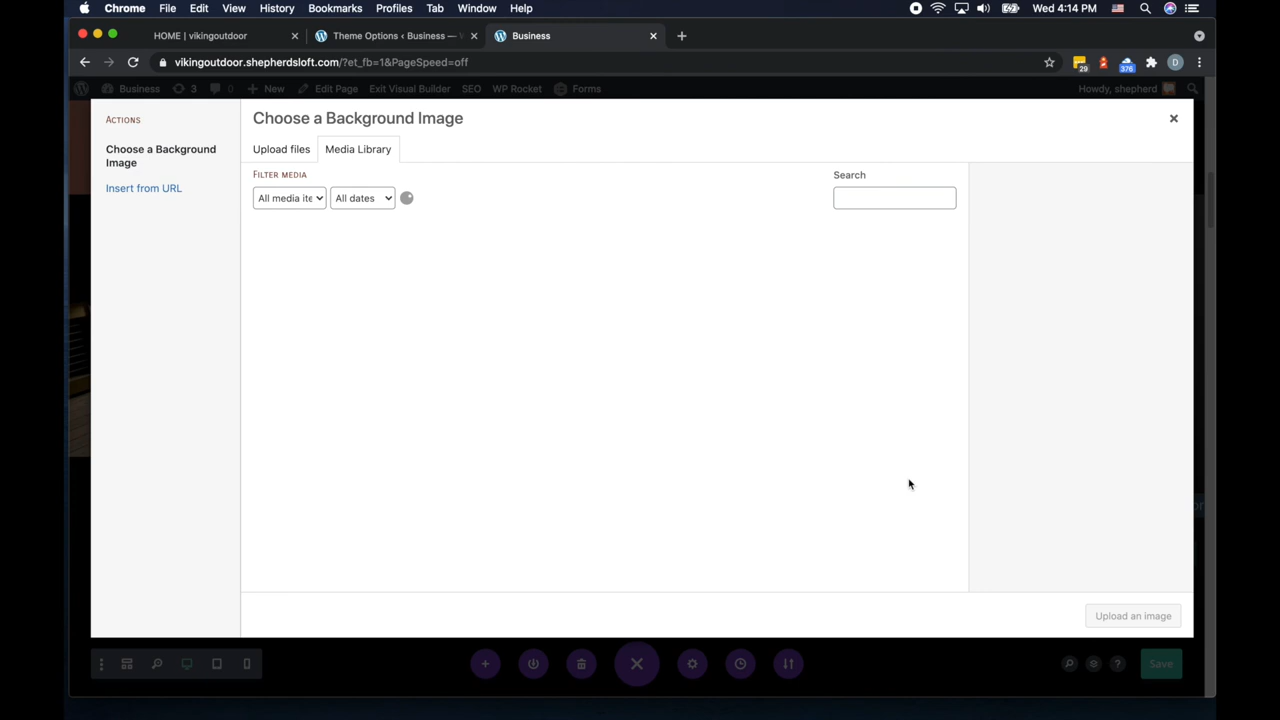 Chrome File Edit View History Bookmarks Profiles Tab Window Help Wed 4:14 PM
HOME | vikingoutdoor Theme Options ‹ Business — Business
vikingoutdoor.shepherdsloft.com/?et_fb=1&PageSpeed=off 29 376 D
Business 3 0 New Edit Page Exit Visual Builder SEO WP Rocket Forms Howdy, shepherd
ACTIONS
Choose a Background Image
Choose a Background
Image
Upload files Media Library
Insert from URL
FILTER MEDIA
Search
All media ite All dates
Upload an image
Save